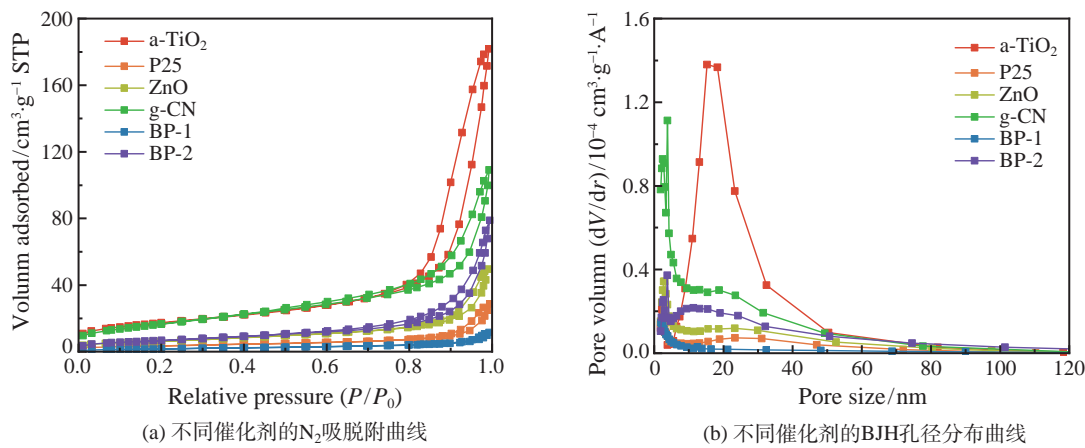 200
160
120
80
40
0
Volumn adsorbed/cm³·g⁻¹ STP
a-TiO₂
P25
ZnO
g-CN
BP-1
BP-2
0.0 0.2 0.4 0.6 0.8 1.0
Relative pressure (P/P₀)
(a) 不同催化剂的N₂吸脱附曲线
1.6
1.2
0.8
0.4
0.0
Pore volumn (dV/dr)/10⁻⁴ cm³·g⁻¹·A⁻¹
a-TiO₂
P25
ZnO
g-CN
BP-1
BP-2
0 20 40 60 80 100 120
Pore size/nm
(b) 不同催化剂的BJH孔径分布曲线